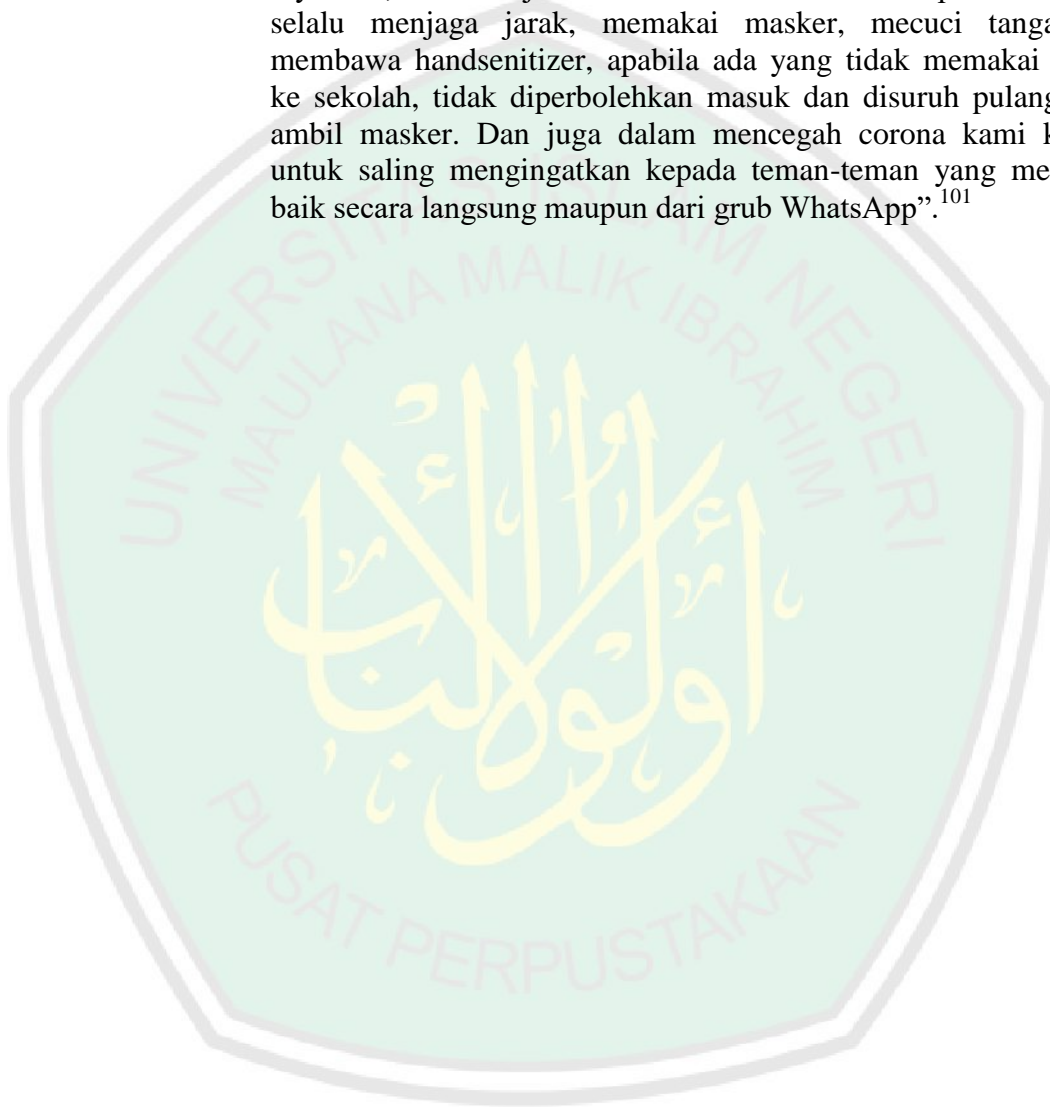 selalu menjaga jarak, memakai masker, mecuci
membawa handsenitizer, apabila ada yang tidak memakai
ke sekolah, tidak diperbolehkan masuk dan disuruh pulang
ambil masker. Dan juga dalam mencegah corona kami
untuk saling mengingatkan kepada teman-teman yang
baik secara langsung maupun dari grub WhatsApp”.101
UNIVERSITAS ISLAM NEGERI
MAULANA MALIK IBRAHIM
أولوا الألباب
PUSAT PERPUSTAKAAN